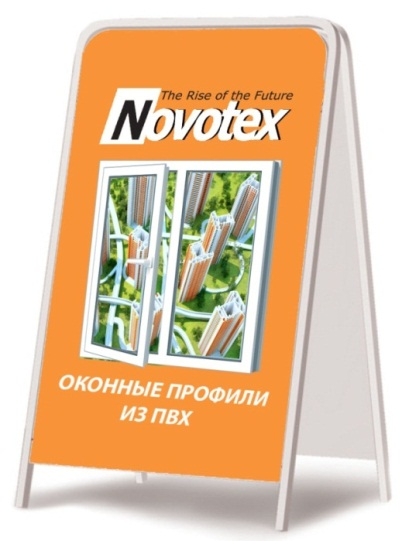 The Rise of the Future
Novotex
ОКОННЫЕ ПРОФИЛИ
ИЗ ПВХ